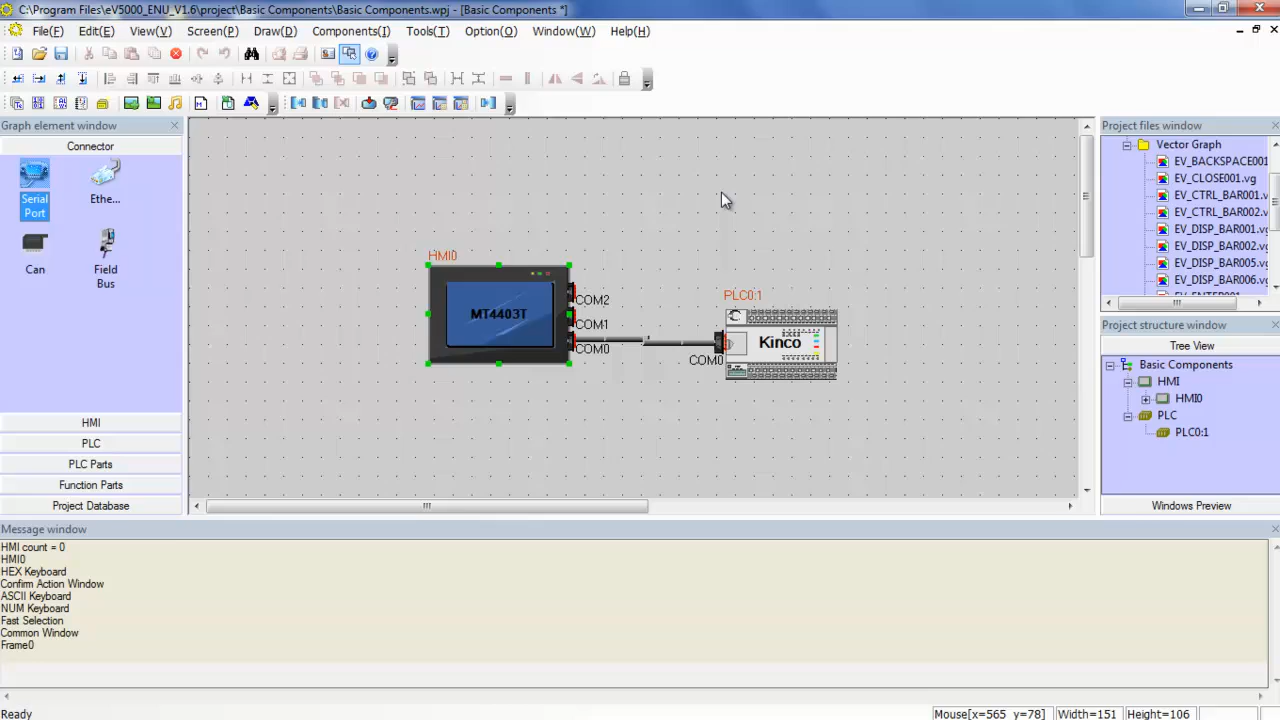 C:\Program Files\eV5000_ENU_V1.6\project\Basic Components\Basic Components.wpj - [Basic Components *]
File(F) Edit(E) View(V) Screen(P) Draw(D) Components(I) Tools(T) Option(O) Window(W) Help(H)
Graph element window
Connector
Serial Port
Ethe...
Can
Field Bus
HMI
PLC
PLC Parts
Function Parts
Project Database
HMI0
MT4403T
COM2
COM1
COM0
PLC0:1
Kinco
COM0
Project files window
Vector Graph
EV_BACKSPACE001
EV_CLOSE001.vg
EV_CTRL_BAR001.v
EV_CTRL_BAR002.v
EV_DISP_BAR001.vg
EV_DISP_BAR002.vg
EV_DISP_BAR005.vg
EV_DISP_BAR006.vg
Project structure window
Tree View
Basic Components
HMI
HMI0
PLC
PLC0:1
Windows Preview
Message window
HMI count = 0
HMI0
HEX Keyboard
Confirm Action Window
ASCII Keyboard
NUM Keyboard
Fast Selection
Common Window
Frame0
Ready
Mouse[x=565 y=78] Width=151 Height=106